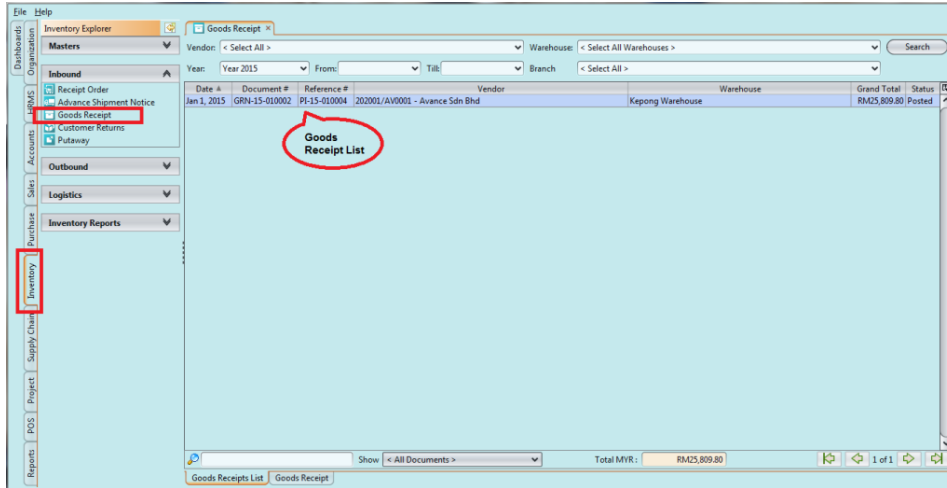 File Help
Dashboards
Organization
HRMS
Accounts
Sales
Purchase
Inventory
Supply Chain
Project
POS
Reports
Inventory Explorer
Masters
Inbound
Receipt Order
Advance Shipment Notice
Goods Receipt
Customer Returns
Putaway
Outbound
Logistics
Inventory Reports
Goods Receipt
Vendor: < Select All > Warehouse: < Select All Warehouses > Search
Year: Year 2015 From: Till: Branch < Select All >
Date Document # Reference # Vendor Warehouse Grand Total Status
Jan 1, 2015 GRN-15-010002 PI-15-010004 202001/AV0001 - Avance Sdn Bhd Kepong Warehouse RM25,809.80 Posted
Goods
Receipt List
Show < All Documents > Total MYR : RM25,809.80 1 of 1
Goods Receipts List Goods Receipt